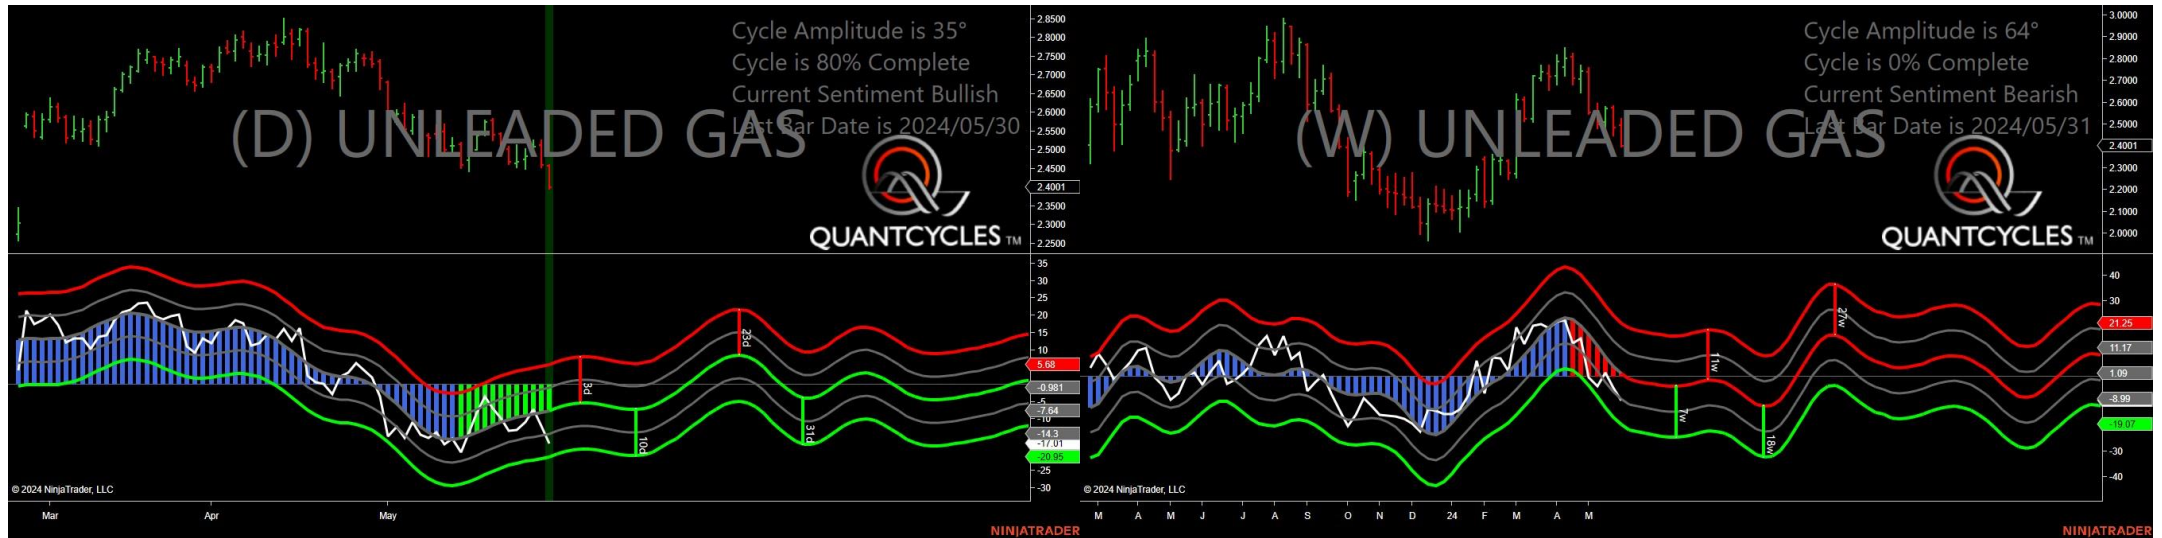 Cycle Amplitude is 35°
Cycle is 80% Complete
Current Sentiment Bullish
Last Bar Date is 2024/05/30
(D) UNLEADED GAS
QUANTCYCLES TM
2.8500
2.8000
2.7500
2.7000
2.6500
2.6000
2.5500
2.5000
2.4500
2.4001
2.3500
2.3000
2.2500
35
30
25
20
15
10
5.68
-0.981
-5
-7.64
-10
-14.3
-17.01
-20.95
-25
-30
3d
10d
23d
31d
© 2024 NinjaTrader, LLC
Mar
Apr
May
NINJATRADER
Cycle Amplitude is 64°
Cycle is 0% Complete
Current Sentiment Bearish
Last Bar Date is 2024/05/31
(W) UNLEADED GAS
QUANTCYCLES TM
3.0000
2.9000
2.8000
2.7000
2.6000
2.5000
2.4001
2.3000
2.2000
2.1000
2.0000
40
30
21.25
11.17
1.09
-8.99
-19.07
-30
-40
7w
11w
18w
27w
© 2024 NinjaTrader, LLC
M A M J J A S O N D 24 F M A M
NINJATRADER